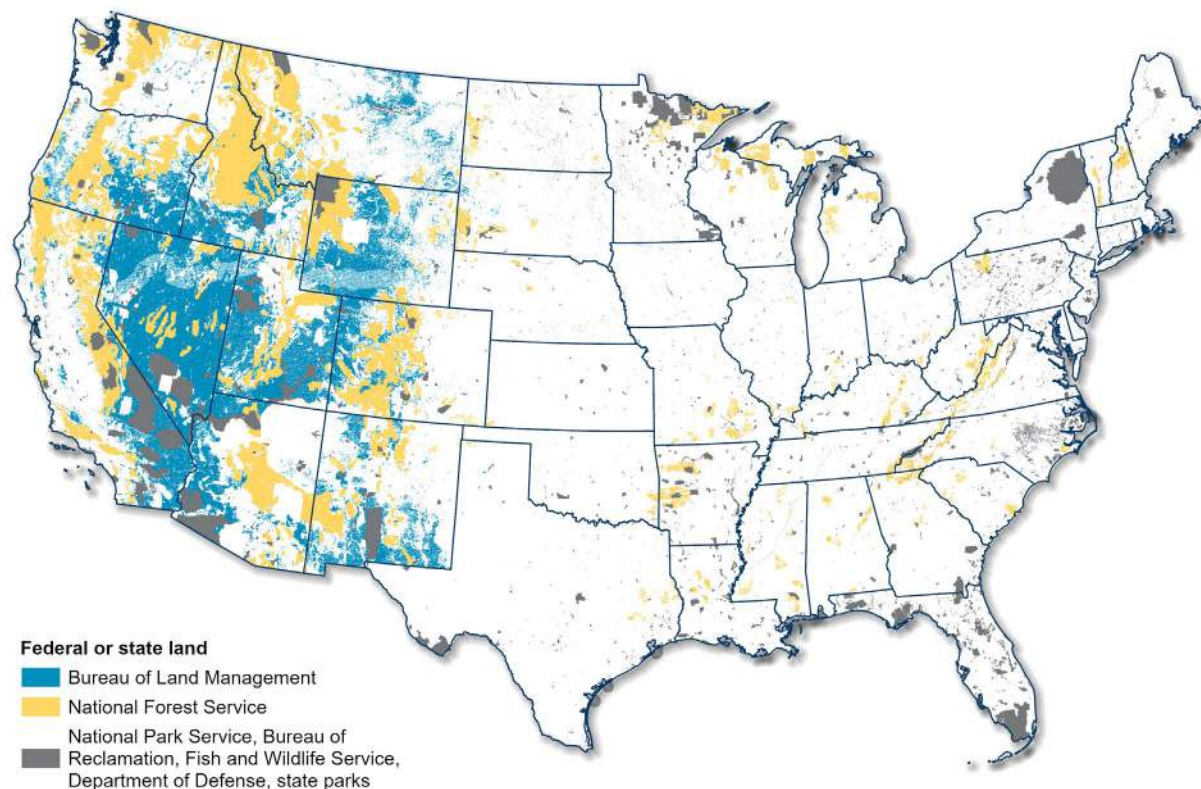 Federal or state land
Bureau of Land Management
National Forest Service
National Park Service, Bureau of
Reclamation, Fish and Wildlife Service,
Department of Defense, state parks